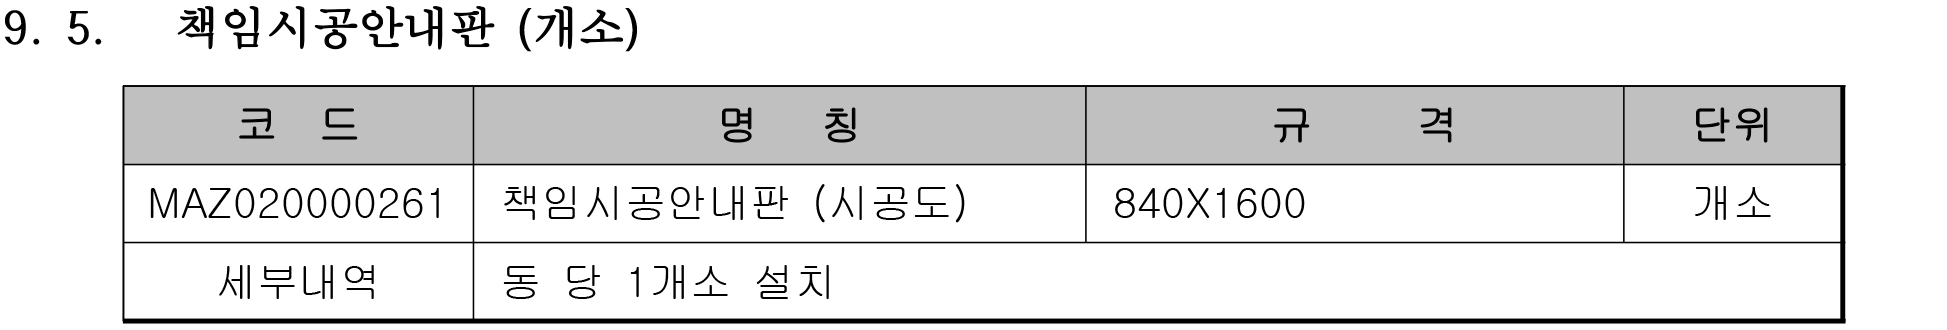 9. 5. 책임시공안내판 (개소)
코 드 명 칭 규 격 단위
MAZ020000261 책임시공안내판 (시공도) 840X1600 개소
세부내역 동 당 1개소 설치